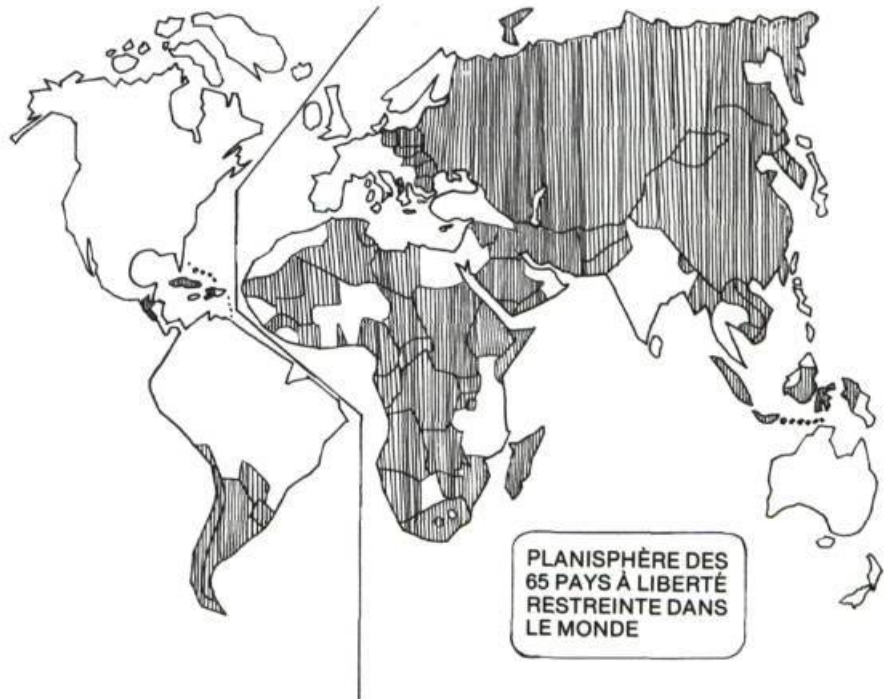 PLANISPHÈRE DES
65 PAYS À LIBERTÉ
RESTREINTE DANS
LE MONDE